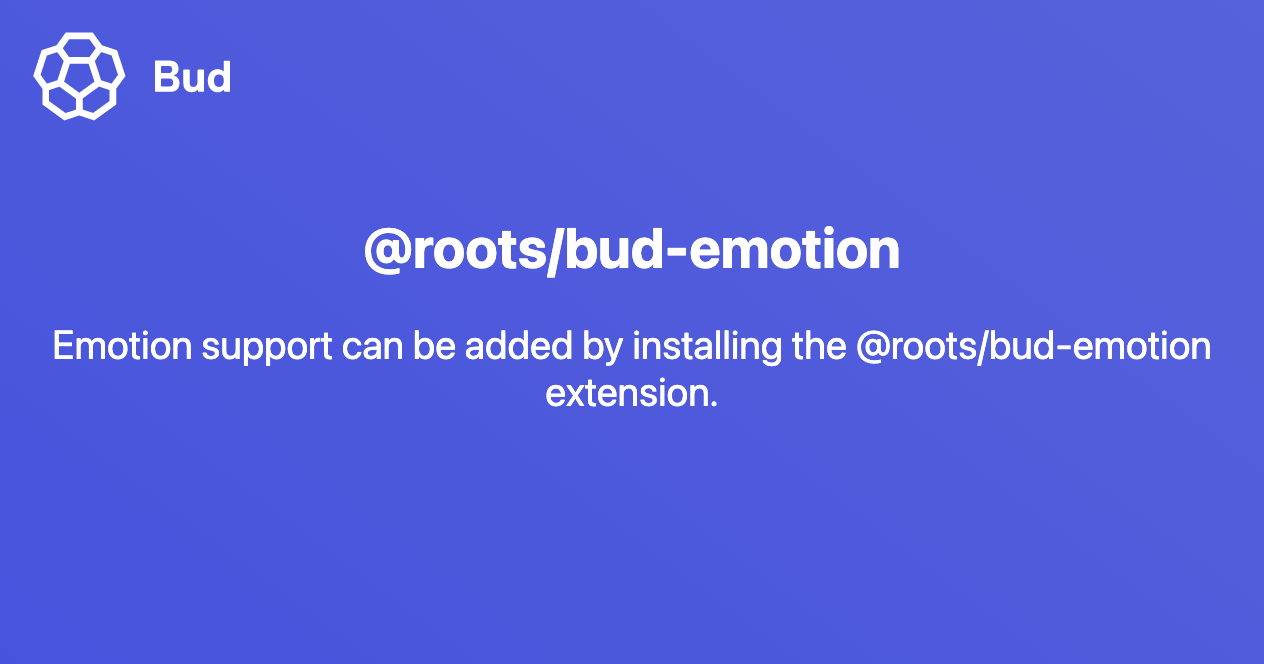 Bud
@roots/bud-emotion
Emotion support can be added by installing the @roots/bud-emotion
extension.